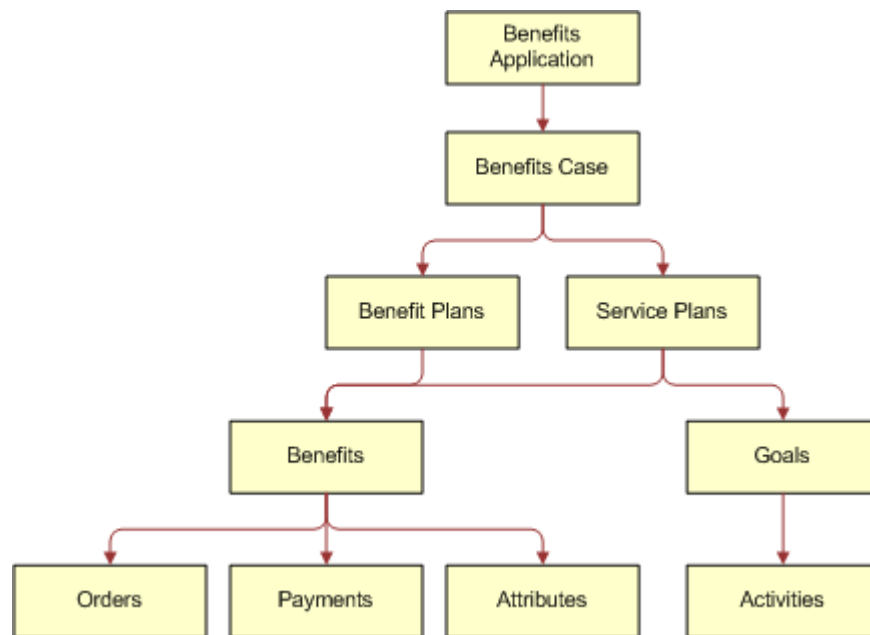 Benefits
Application
Benefits Case
Benefit Plans
Service Plans
Benefits
Goals
Orders
Payments
Attributes
Activities